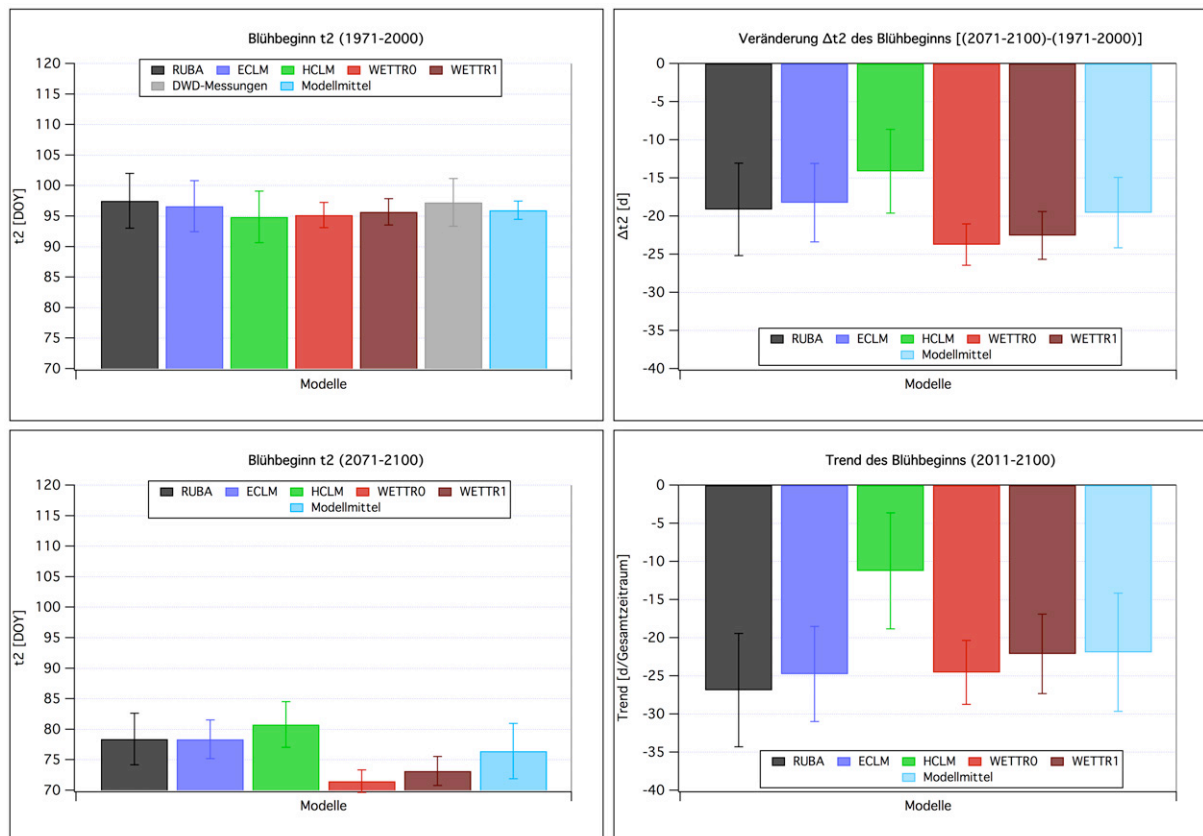 Blühbeginn t2 (1971-2000)
RUBA ECLM HCLM WETTR0 WETTR1
DWD-Messungen Modellmittel
120
115
110
105
100
95
90
85
80
75
70
t2 [DOY]
Modelle
Veränderung Δt2 des Blühbeginns [(2071-2100)-(1971-2000)]
0
-5
-10
-15
-20
-25
-30
-35
-40
Δt2 [d]
RUBA ECLM HCLM WETTR0 WETTR1
Modellmittel
Modelle
Blühbeginn t2 (2071-2100)
RUBA ECLM HCLM WETTR0 WETTR1
Modellmittel
120
115
110
105
100
95
90
85
80
75
70
t2 [DOY]
Modelle
Trend des Blühbeginns (2011-2100)
0
-5
-10
-15
-20
-25
-30
-35
-40
Trend [d/Gesamtzeitraum]
RUBA ECLM HCLM WETTR0 WETTR1
Modellmittel
Modelle